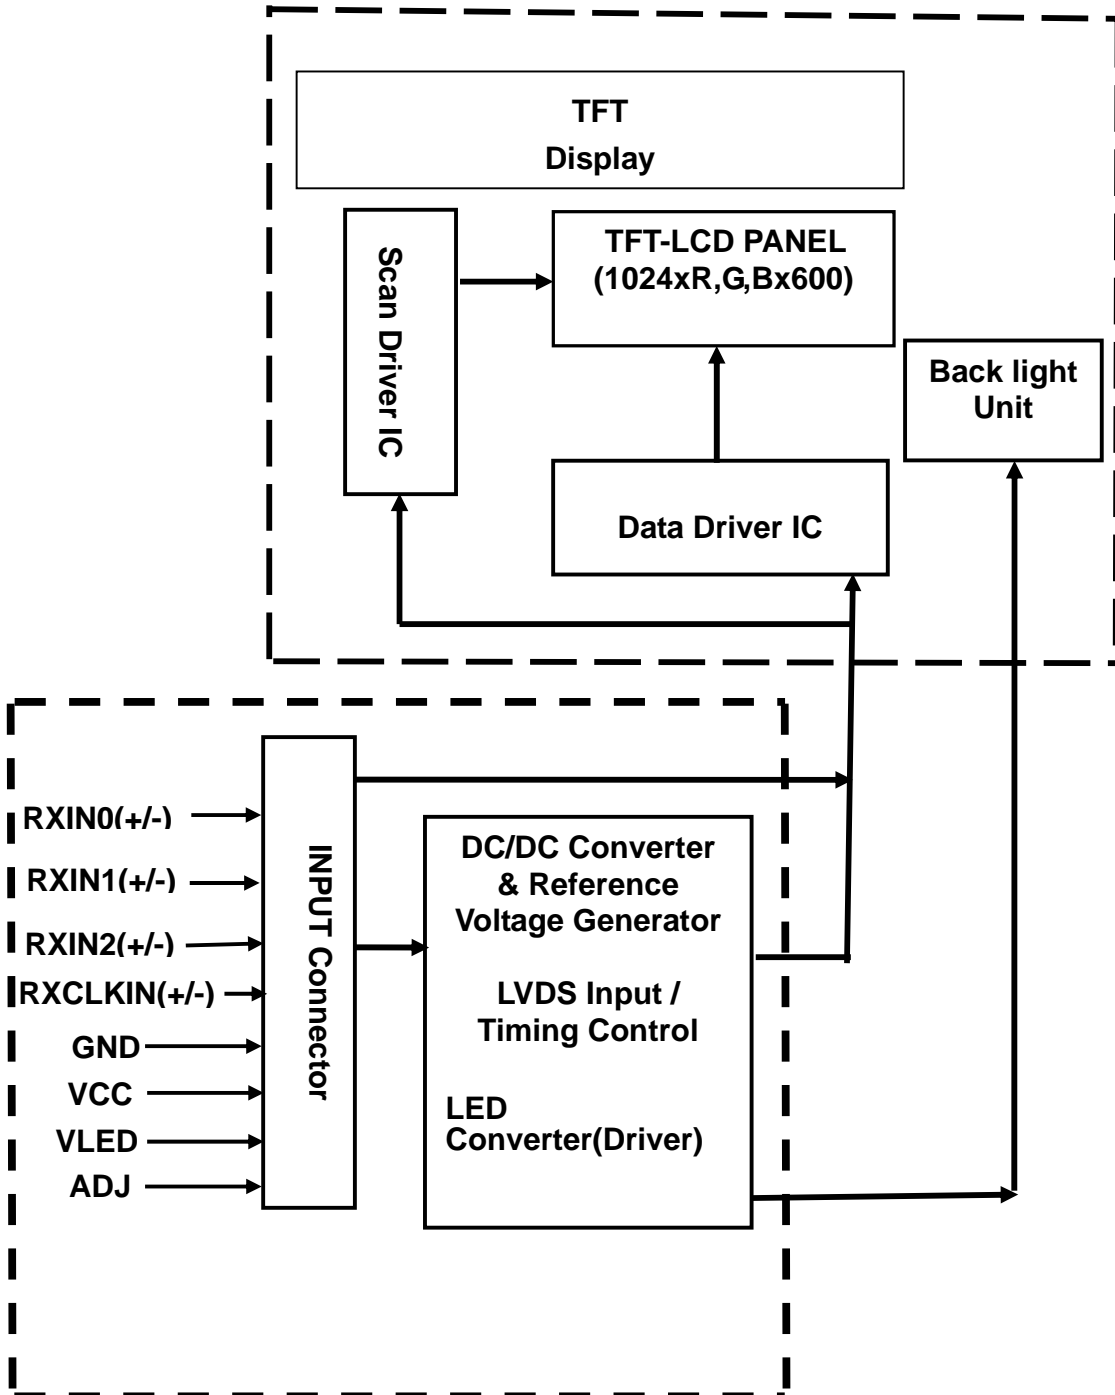 TFT
Display
TFT-LCD PANEL
(1024xR,G,Bx600)
Scan Driver IC
Back light
Unit
Data Driver IC
RXIN0(+/-)
RXIN1(+/-)
RXIN2(+/-)
RXCLKIN(+/-)
GND
VCC
VLED
ADJ
INPUT Connector
DC/DC Converter
& Reference
Voltage Generator
LVDS Input /
Timing Control
LED
Converter(Driver)